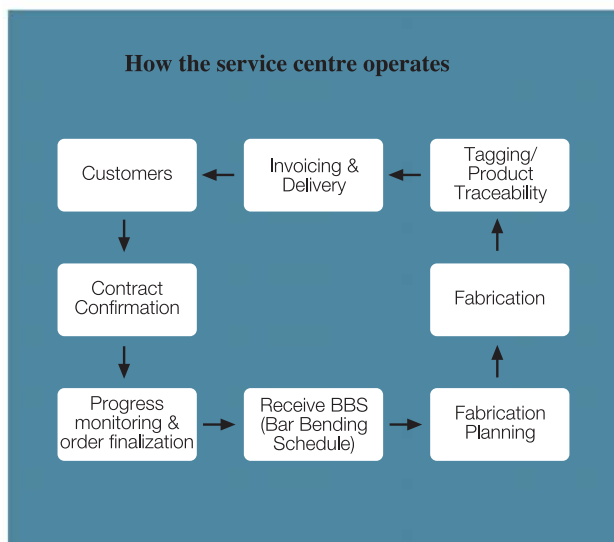 How the service centre operates
Customers
Invoicing &
Delivery
Tagging/
Product
Traceability
Contract
Confirmation
Fabrication
Progress
monitoring &
order finalization
Receive BBS
(Bar Bending
Schedule)
Fabrication
Planning